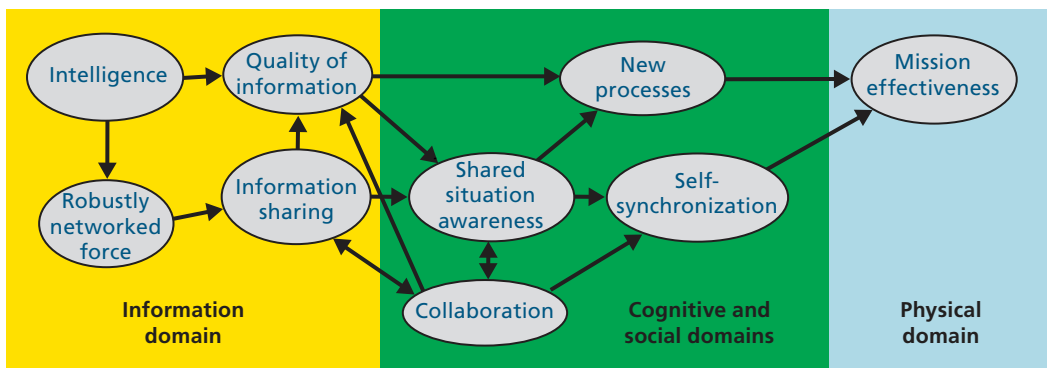 Intelligence
Quality of
information
New
processes
Mission
effectiveness
Robustly
networked
force
Information
sharing
Shared
situation
awareness
Self-
synchronization
Collaboration
Information
domain
Cognitive and
social domains
Physical
domain